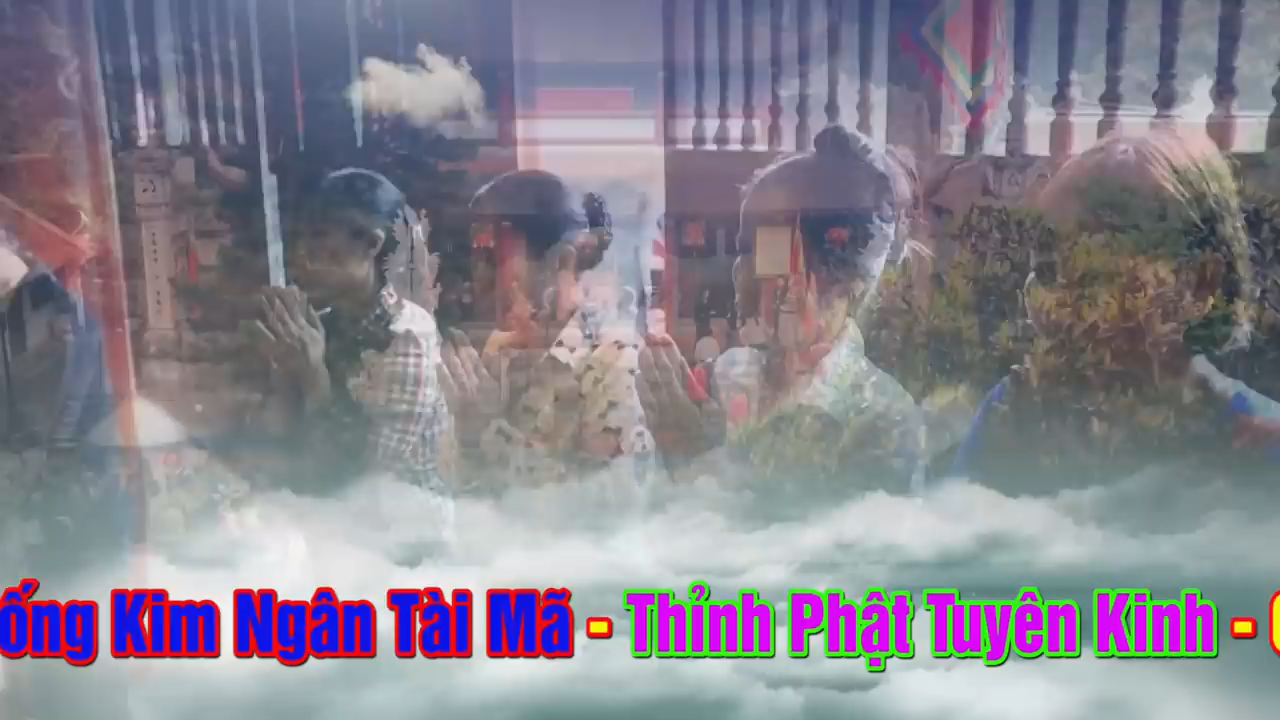 ống Kim Ngân Tài Mã - Thỉnh Phật Tuyên Kinh -